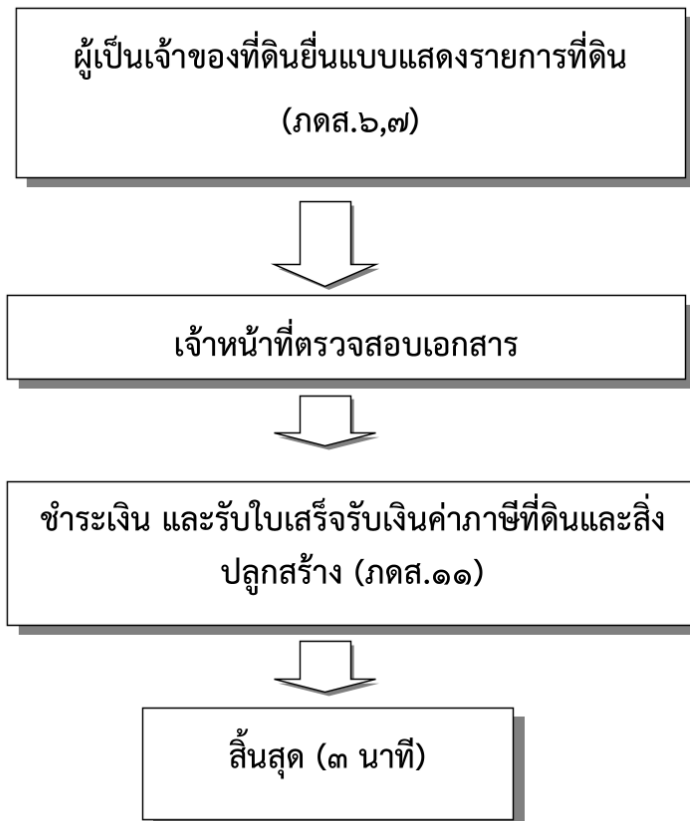 ผู้เป็นเจ้าของที่ดินยื่นแบบแสดงรายการที่ดิน
(ภดส.๖,๗)
เจ้าหน้าที่ตรวจสอบเอกสาร
ชำระเงิน และรับใบเสร็จรับเงินค่าภาษีที่ดินและสิ่ง
ปลูกสร้าง (ภดส.๑๑)
สิ้นสุด (๓ นาที)